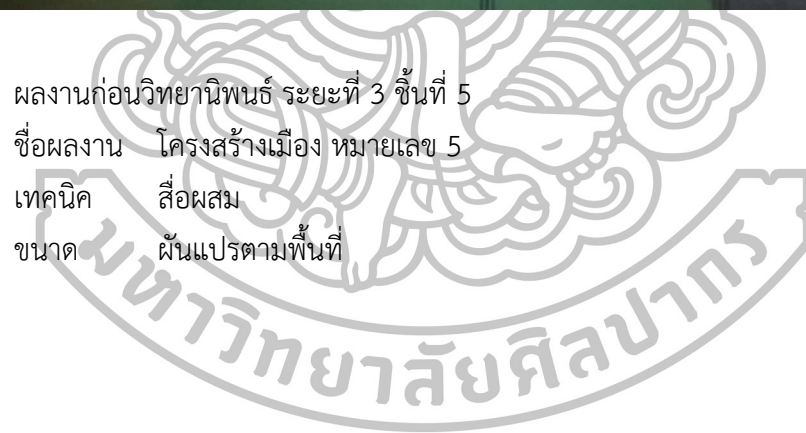 ผลงานก่อนวิทยานิพนธ์ ระยะที่ 3 ชิ้นที่ 5
ชื่อผลงาน โครงสร้างเมือง หมายเลข 5
เทคนิค สื่อผสม
ขนาด ผันแปรตามพื้นที่
มหาวิทยาลัยศิลปากร